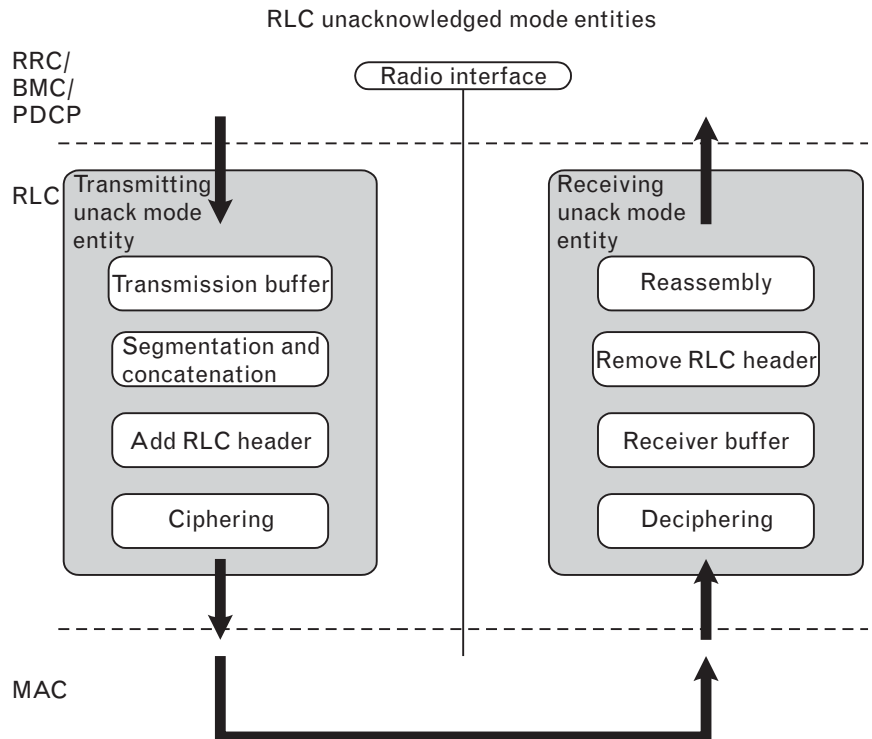 RLC unacknowledged mode entities
RRC/
BMC/
PDCP
Radio interface
RLC
Transmitting
unack mode
entity
Transmission buffer
Segmentation and
concatenation
Add RLC header
Ciphering
Receiving
unack mode
entity
Reassembly
Remove RLC header
Receiver buffer
Deciphering
MAC